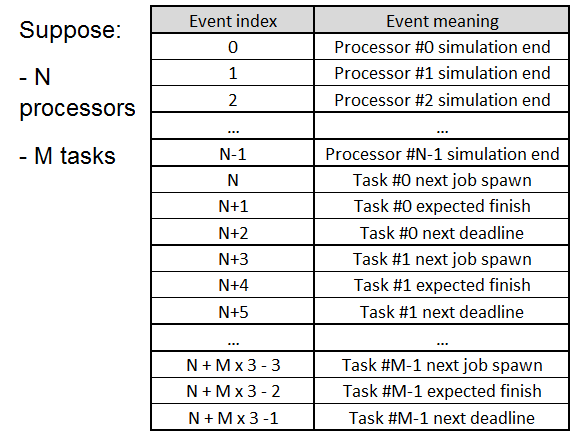 Suppose:
- N
processors
- M tasks
Event index Event meaning
0 Processor #0 simulation end
1 Processor #1 simulation end
2 Processor #2 simulation end
... ...
N-1 Processor #N-1 simulation end
N Task #0 next job spawn
N+1 Task #0 expected finish
N+2 Task #0 next deadline
N+3 Task #1 next job spawn
N+4 Task #1 expected finish
N+5 Task #1 next deadline
... ...
N + M x 3 - 3 Task #M-1 next job spawn
N + M x 3 - 2 Task #M-1 expected finish
N + M x 3 -1 Task #M-1 next deadline